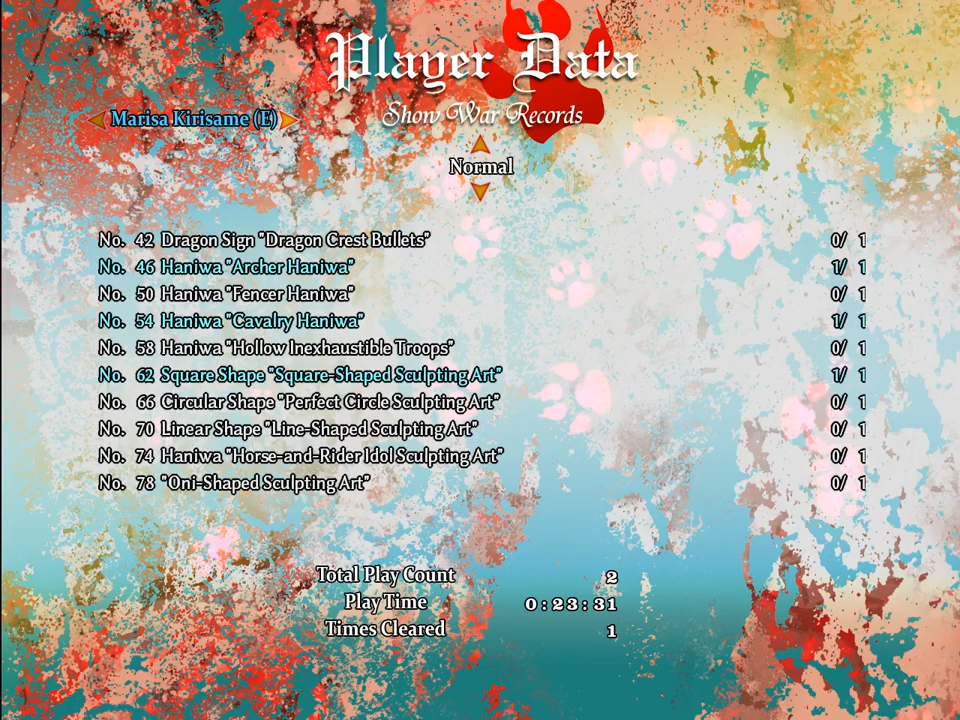 Player Data
Show War Records
Marisa Kirisame (E)
Normal
No. 42 Dragon Sign "Dragon Crest Bullets" 0/ 1
No. 46 Haniwa "Archer Haniwa" 1/ 1
No. 50 Haniwa "Fencer Haniwa" 0/ 1
No. 54 Haniwa "Cavalry Haniwa" 1/ 1
No. 58 Haniwa "Hollow Inexhaustible Troops" 0/ 1
No. 62 Square Shape "Square-Shaped Sculpting Art" 1/ 1
No. 66 Circular Shape "Perfect Circle Sculpting Art" 0/ 1
No. 70 Linear Shape "Line-Shaped Sculpting Art" 0/ 1
No. 74 Haniwa "Horse-and-Rider Idol Sculpting Art" 0/ 1
No. 78 "Oni-Shaped Sculpting Art" 0/ 1
Total Play Count 2
Play Time 0:23:31
Times Cleared 1